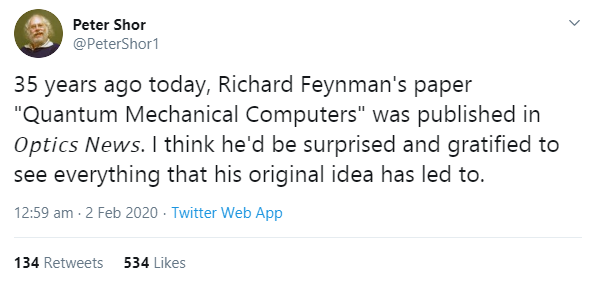 Peter Shor
@PeterShor1
35 years ago today, Richard Feynman's paper
"Quantum Mechanical Computers" was published in
𝘖𝘱𝘵𝘪𝘤𝘴 𝘕𝘦𝘸𝘴. I think he'd be surprised and gratified to
see everything that his original idea has led to.
12:59 am · 2 Feb 2020 · Twitter Web App
134 Retweets 534 Likes